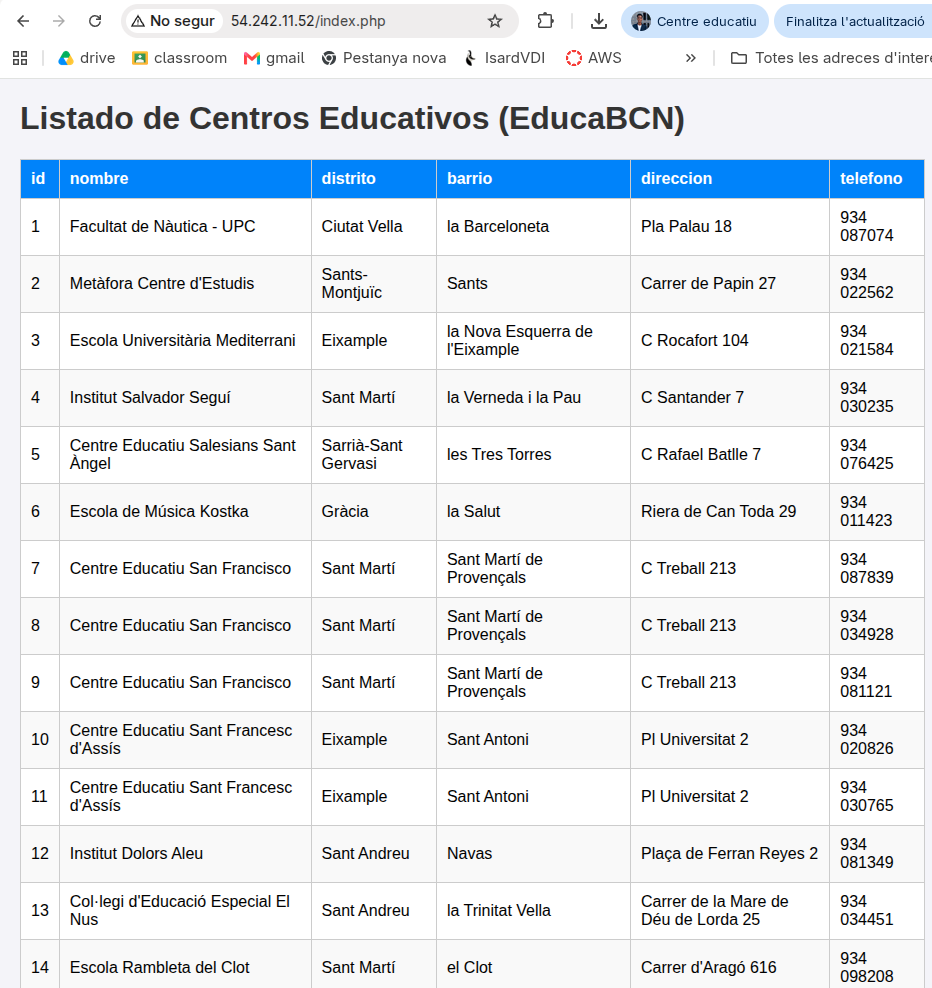 No segur 54.242.11.52/index.php Centre educatiu Finalitza l'actualització
drive classroom gmail Pestanya nova IsardVDI AWS » Totes les adreces d'intere
Listado de Centros Educativos (EducaBCN)
id nombre distrito barrio direccion telefono
1 Facultat de Nàutica - UPC Ciutat Vella la Barceloneta Pla Palau 18 934
087074
2 Metàfora Centre d'Estudis Sants-
Montjuïc Sants Carrer de Papin 27 934
022562
3 Escola Universitària Mediterrani Eixample la Nova Esquerra de
l'Eixample C Rocafort 104 934
021584
4 Institut Salvador Seguí Sant Martí la Verneda i la Pau C Santander 7 934
030235
5 Centre Educatiu Salesians Sant
Àngel Sarrià-Sant
Gervasi les Tres Torres C Rafael Batlle 7 934
076425
6 Escola de Música Kostka Gràcia la Salut Riera de Can Toda 29 934
011423
7 Centre Educatiu San Francisco Sant Martí Sant Martí de
Provençals C Treball 213 934
087839
8 Centre Educatiu San Francisco Sant Martí Sant Martí de
Provençals C Treball 213 934
034928
9 Centre Educatiu San Francisco Sant Martí Sant Martí de
Provençals C Treball 213 934
081121
10 Centre Educatiu Sant Francesc
d'Assís Eixample Sant Antoni Pl Universitat 2 934
020826
11 Centre Educatiu Sant Francesc
d'Assís Eixample Sant Antoni Pl Universitat 2 934
030765
12 Institut Dolors Aleu Sant Andreu Navas Plaça de Ferran Reyes 2 934
081349
13 Col·legi d'Educació Especial El
Nus Sant Andreu la Trinitat Vella Carrer de la Mare de
Déu de Lorda 25 934
034451
14 Escola Rambleta del Clot Sant Martí el Clot Carrer d'Aragó 616 934
098208